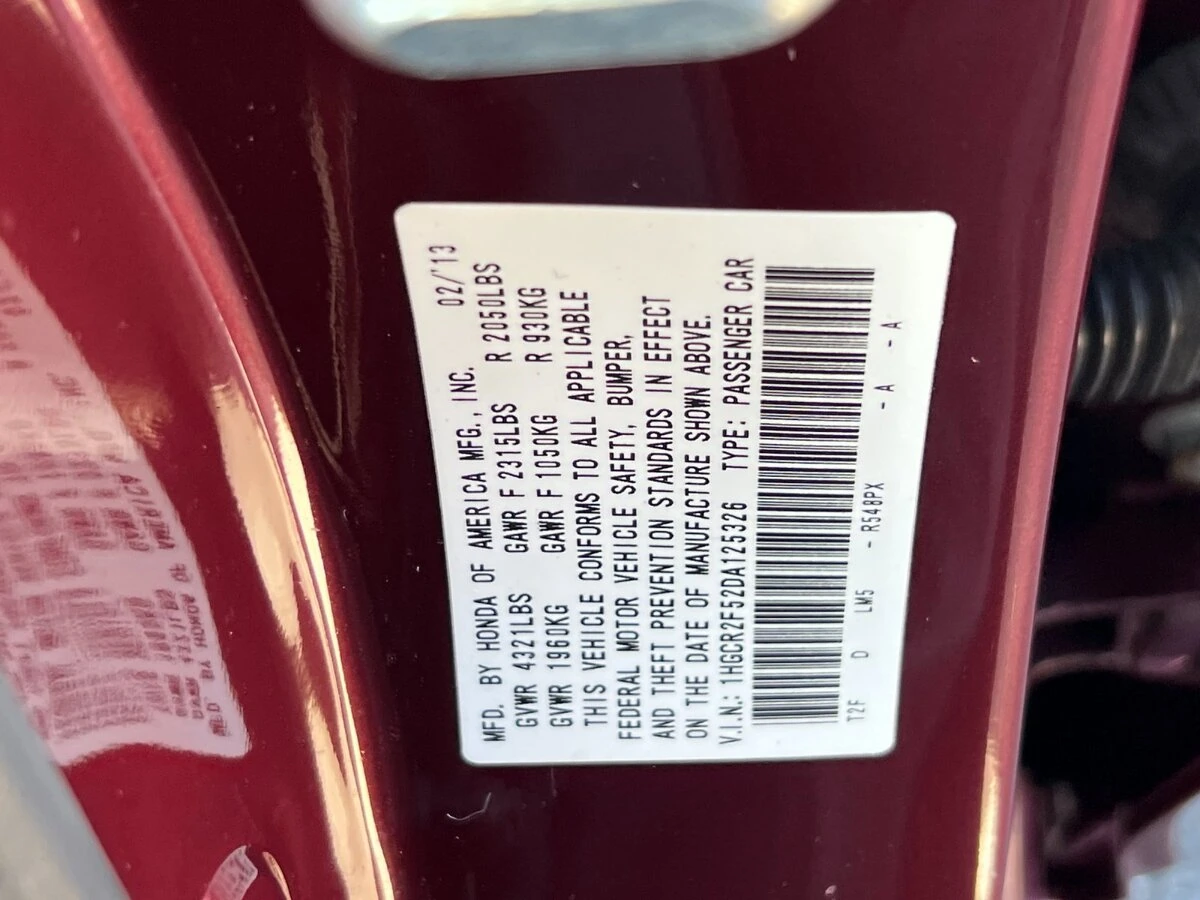 MFD. BY HONDA OF AMERICA MFG., INC. 02/'13
GVWR 4321LBS GAWR F 2315LBS R 2050LBS
GVWR 1960KG GAWR F 1050KG R 930KG
THIS VEHICLE CONFORMS TO ALL APPLICABLE
FEDERAL MOTOR VEHICLE SAFETY, BUMPER,
AND THEFT PREVENTION STANDARDS IN EFFECT
ON THE DATE OF MANUFACTURE SHOWN ABOVE.
V.I.N.: 1HGCR2F52DA125326 TYPE: PASSENGER CAR
T2F D LM5 - R548PX - A - A